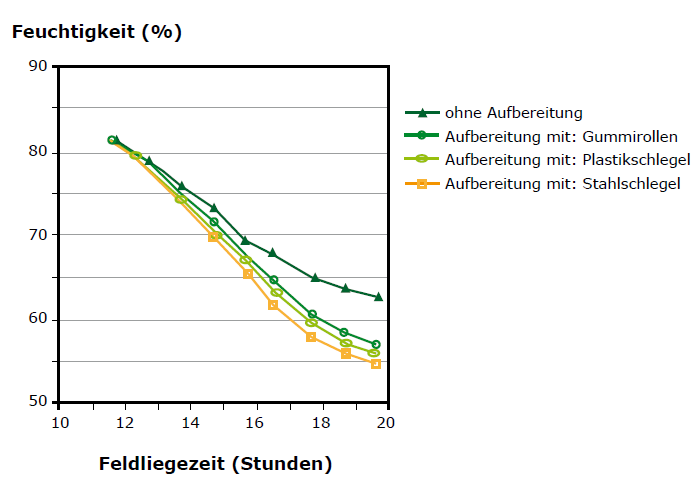 Feuchtigkeit (%)
90
80
70
60
50
10 12 14 16 18 20
Feldliegezeit (Stunden)
ohne Aufbereitung
Aufbereitung mit: Gummirollen
Aufbereitung mit: Plastikschlegel
Aufbereitung mit: Stahlschlegel